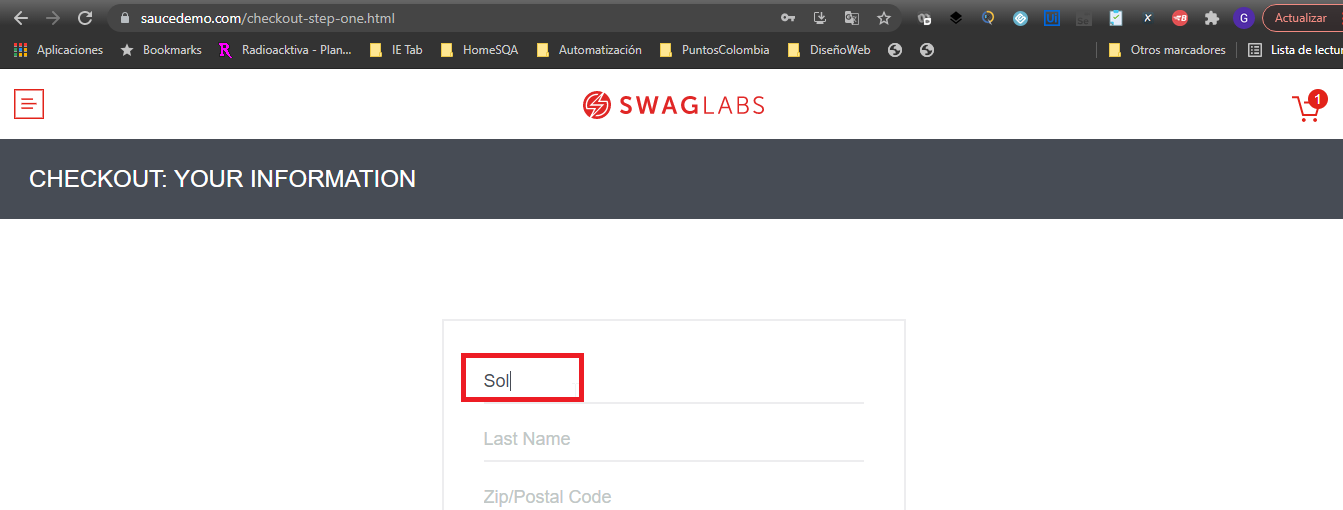 saucedemo.com/checkout-step-one.html
G
Actualizar
Aplicaciones Bookmarks Radioacktiva - Plan... IE Tab HomeSQA Automatización PuntosColombia DiseñoWeb Otros marcadores Lista de lectur
SWAGLABS
1
CHECKOUT: YOUR INFORMATION
Sol
Last Name
Zip/Postal Code